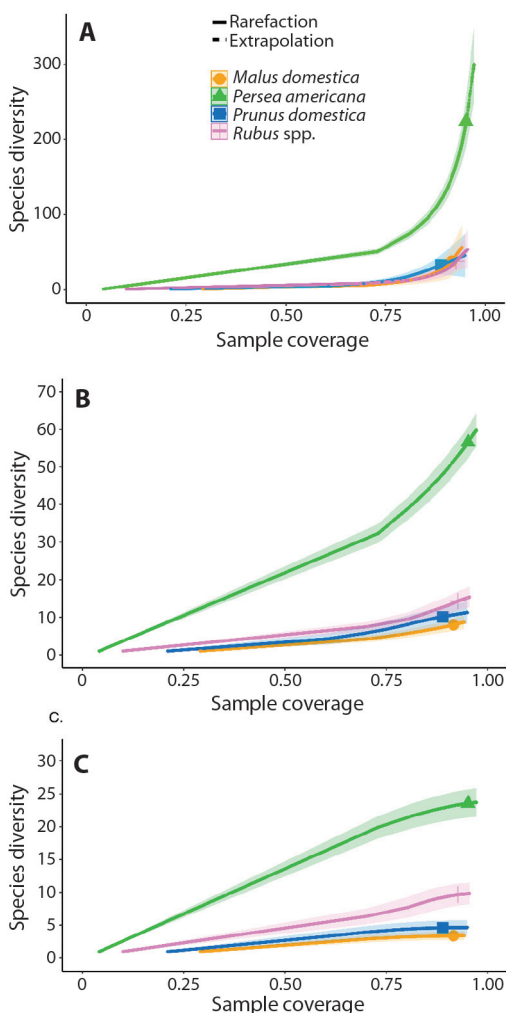 A
Rarefaction
Extrapolation
Malus domestica
Persea americana
Prunus domestica
Rubus spp.
Species diversity
300
200
100
0
0 0.25 0.50 0.75 1.00
Sample coverage
B
Species diversity
70
60
50
40
30
20
10
0
0 0.25 0.50 0.75 1.00
Sample coverage
c.
C
Species diversity
30
25
20
15
10
5
0
0 0.25 0.50 0.75 1.00
Sample coverage